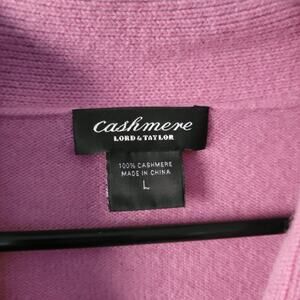 Cashmere
LORD & TAYLOR
100% CASHMERE
MADE IN CHINA
L